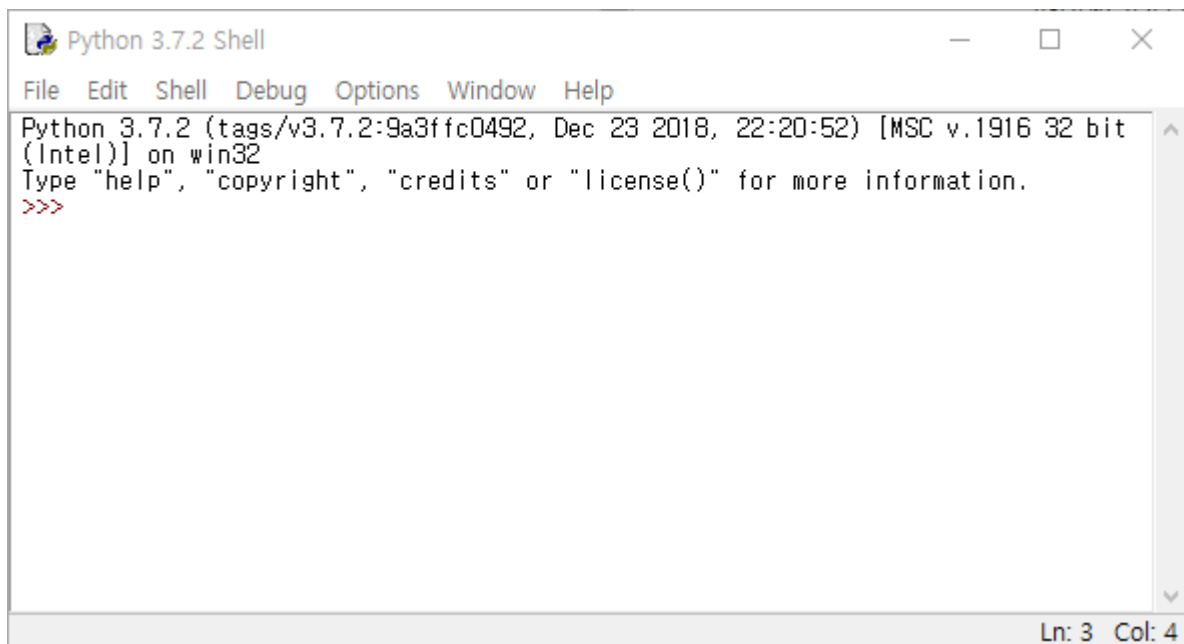 Python 3.7.2 Shell
File Edit Shell Debug Options Window Help
Python 3.7.2 (tags/v3.7.2:9a3ffc0492, Dec 23 2018, 22:20:52) [MSC v.1916 32 bit
(Intel)] on win32
Type "help", "copyright", "credits" or "license()" for more information.
>>>
Ln: 3 Col: 4